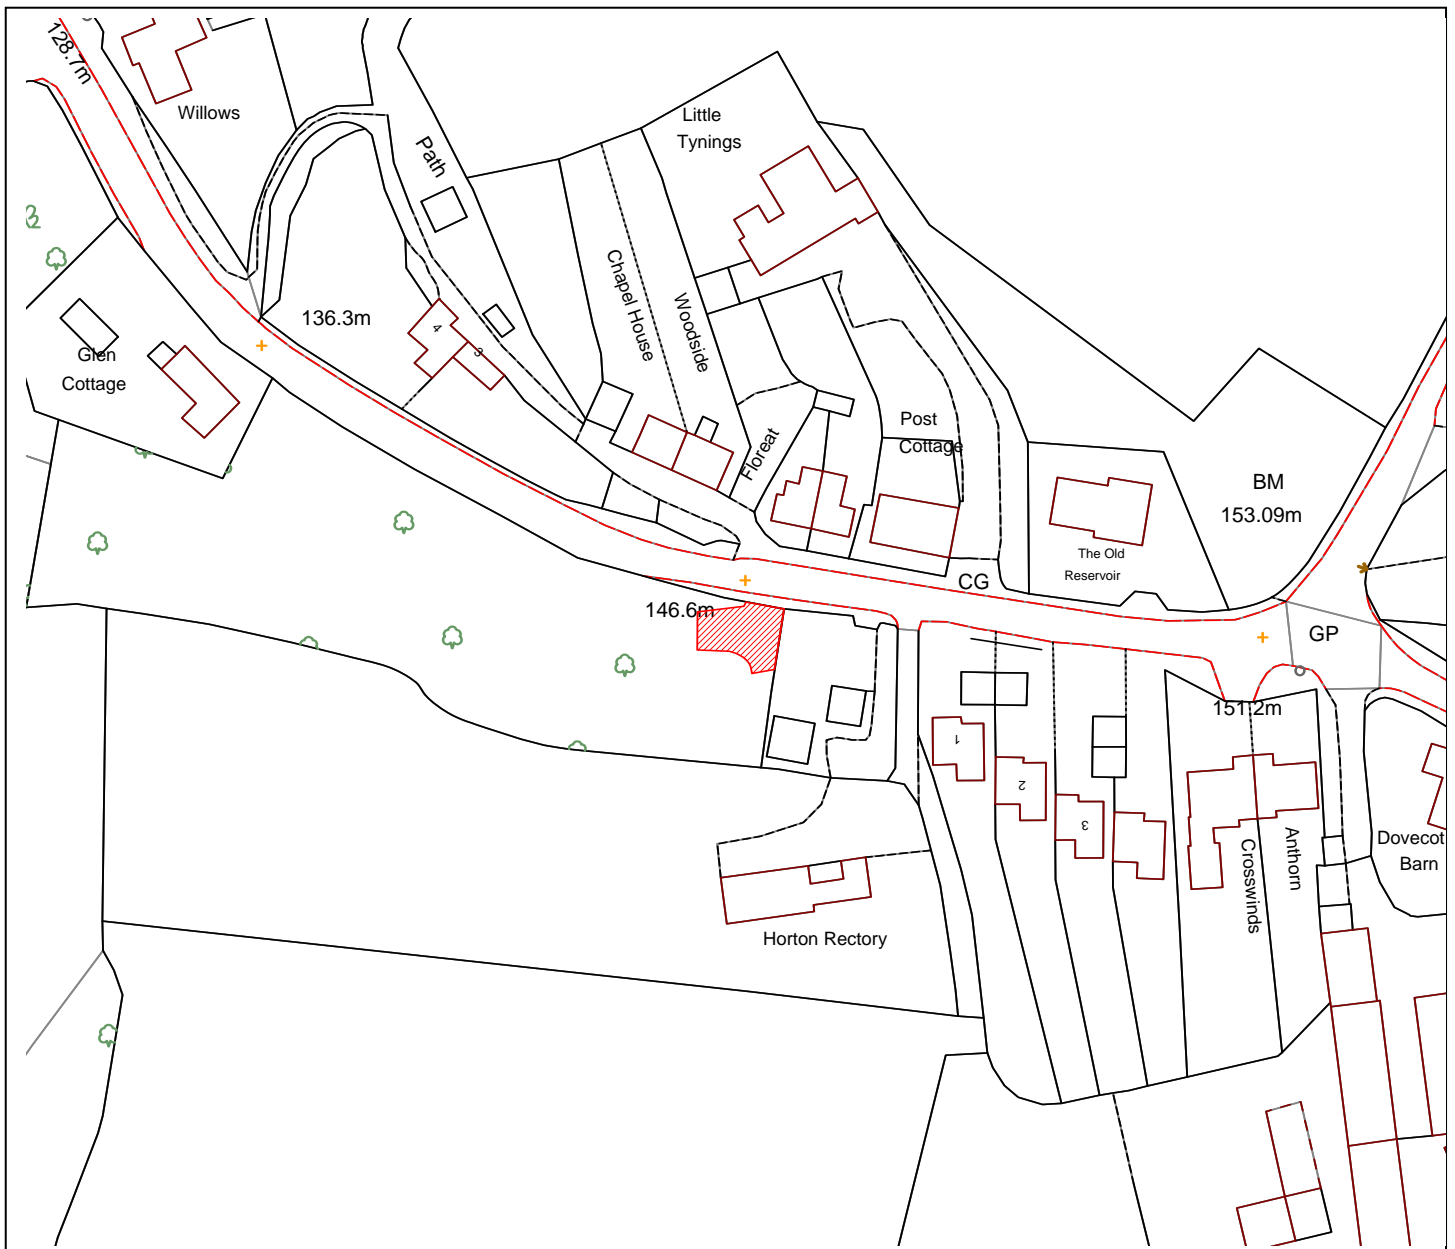 128.7m
Willows
Path
Little
Tynings
136.3m
Chapel House
Woodside
4
3
Glen
Cottage
Floreat
Post
Cottage
BM
153.09m
The Old
Reservoir
CG
146.6m
GP
151.2m
1
2
3
Crosswinds
Anthorn
Dovecot
Barn
Horton Rectory